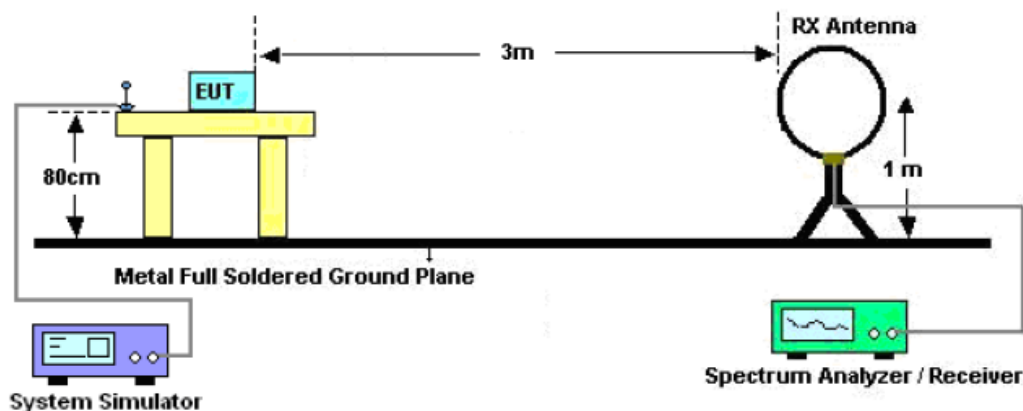 RX Antenna
3m
EUT
80cm
1 m
Metal Full Soldered Ground Plane
System Simulator
Spectrum Analyzer / Receiver